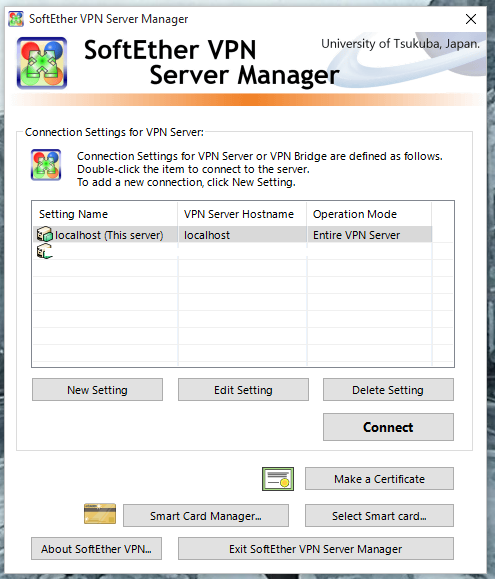 SoftEther VPN Server Manager
SoftEther VPN
Server Manager
University of Tsukuba, Japan.
Connection Settings for VPN Server:
Connection Settings for VPN Server or VPN Bridge are defined as follows.
Double-click the item to connect to the server.
To add a new connection, click New Setting.
Setting Name VPN Server Hostname Operation Mode
localhost (This server) localhost Entire VPN Server
New Setting Edit Setting Delete Setting
Connect
Make a Certificate
Smart Card Manager... Select Smart card...
About SoftEther VPN... Exit SoftEther VPN Server Manager